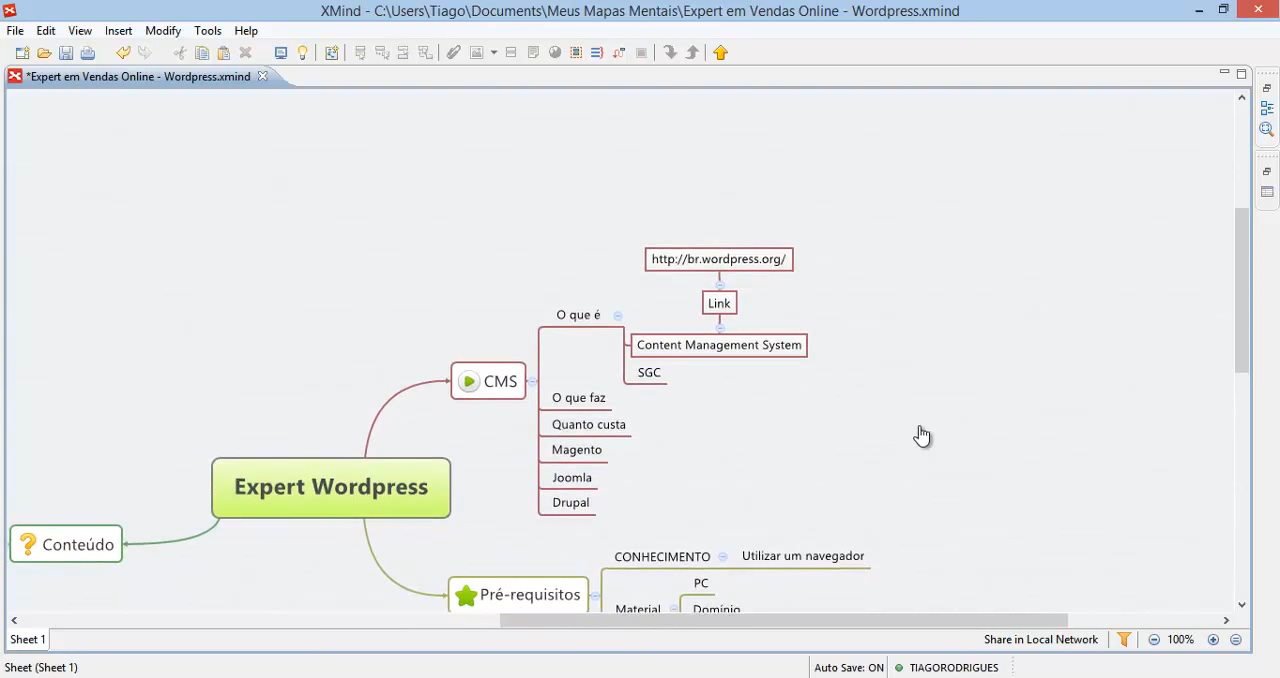 XMind - C:\Users\Tiago\Documents\Meus Mapas Mentais\Expert em Vendas Online - Wordpress.xmind
File Edit View Insert Modify Tools Help
*Expert em Vendas Online - Wordpress.xmind
http://br.wordpress.org/
Link
O que é
Content Management System
SGC
CMS
O que faz
Quanto custa
Magento
Joomla
Drupal
Expert Wordpress
Conteúdo
CONHECIMENTO
Utilizar um navegador
PC
Pré-requisitos
Material
Domínio
Sheet 1
Share in Local Network
100%
Sheet (Sheet 1)
Auto Save: ON
TIAGORODRIGUES